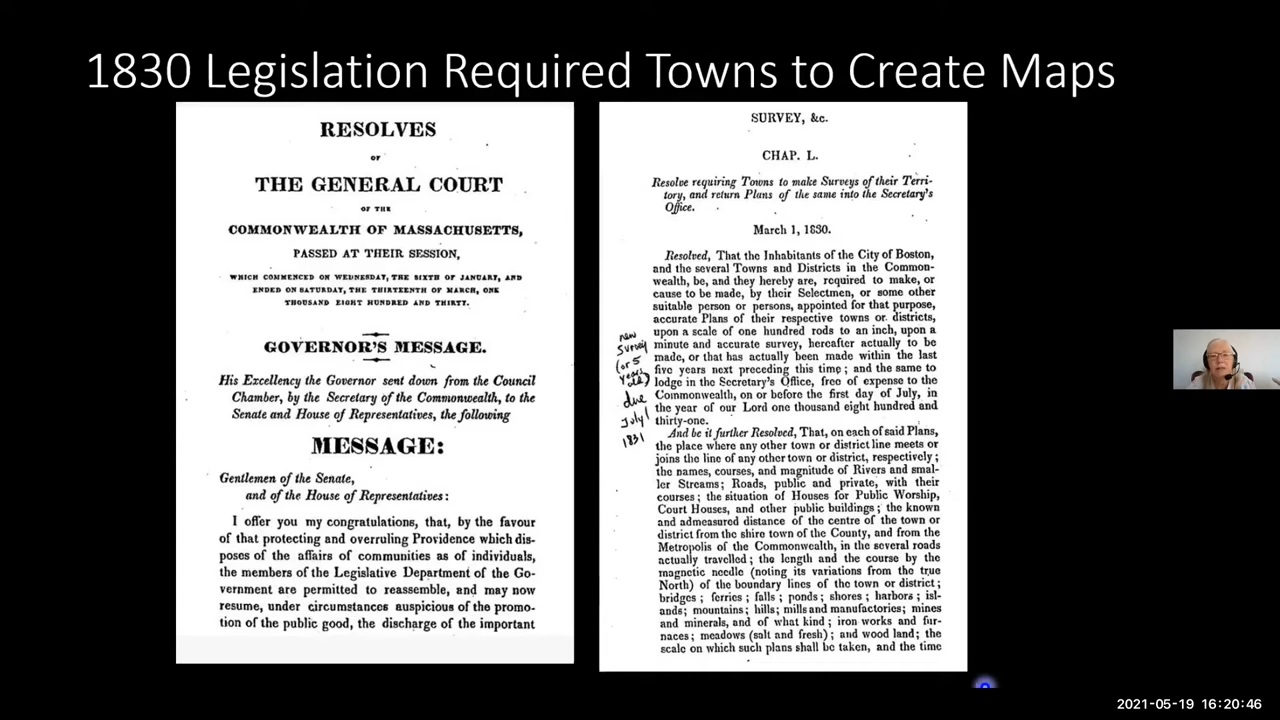 1830 Legislation Required Towns to Create Maps
RESOLVES
OF
THE GENERAL COURT
OF THE
COMMONWEALTH OF MASSACHUSETTS,
PASSED AT THEIR SESSION,
WHICH COMMENCED ON WEDNESDAY, THE SIXTH OF JANUARY, AND
ENDED ON SATURDAY, THE THIRTEENTH OF MARCH, ONE
THOUSAND EIGHT HUNDRED AND THIRTY.
GOVERNOR'S MESSAGE.
His Excellency the Governor sent down from the Council
Chamber, by the Secretary of the Commonwealth, to the
Senate and House of Representatives, the following
MESSAGE:
Gentlemen of the Senate,
and of the House of Representatives:
I offer you my congratulations, that, by the favour
of that protecting and overruling Providence which dis-
poses of the affairs of communities as of individuals,
the members of the Legislative Department of the Go-
vernment are permitted to reassemble, and may now
resume, under circumstances auspicious of the promo-
tion of the public good, the discharge of the important
SURVEY, &c.
CHAP. L.
Resolve requiring Towns to make Surveys of their Terri-
tory, and return Plans of the same into the Secretary's
Office.
March 1, 1830.
Resolved, That the Inhabitants of the City of Boston,
and the several Towns and Districts in the Common-
wealth, be, and they hereby are, required to make, or
cause to be made, by their Selectmen, or some other
suitable person or persons, appointed for that purpose,
accurate Plans of their respective towns or districts,
upon a scale of one hundred rods to an inch, upon a
minute and accurate survey, hereafter actually to be
made, or that has actually been made within the last
five years next preceding this time; and the same to
lodge in the Secretary's Office, free of expense to the
Commonwealth, on or before the first day of July, in
the year of our Lord one thousand eight hundred and
thirty-one.
And be it further Resolved, That, on each of said Plans,
the place where any other town or district line meets or
joins the line of any other town or district, respectively;
the names, courses, and magnitude of Rivers and smal-
ler Streams; Roads, public and private, with their
courses; the situation of Houses for Public Worship,
Court Houses, and other public buildings; the known
and admeasured distance of the centre of the town or
district from the shire town of the County, and from the
Metropolis of the Commonwealth, in the several roads
actually travelled; the length and the course by the
magnetic needle (noting its variations from the true
North) of the boundary lines of the town or district;
bridges; ferries; falls; ponds; shores; harbors; isl-
ands; mountains; hills; mills and manufactories; mines
and minerals, and of what kind; iron works and fur-
naces; meadows (salt and fresh); and wood land; the
scale on which such plans shall be taken, and the time
new
survey
(or 5
years
old)
due
July 1
1831
2021-05-19 16:20:46